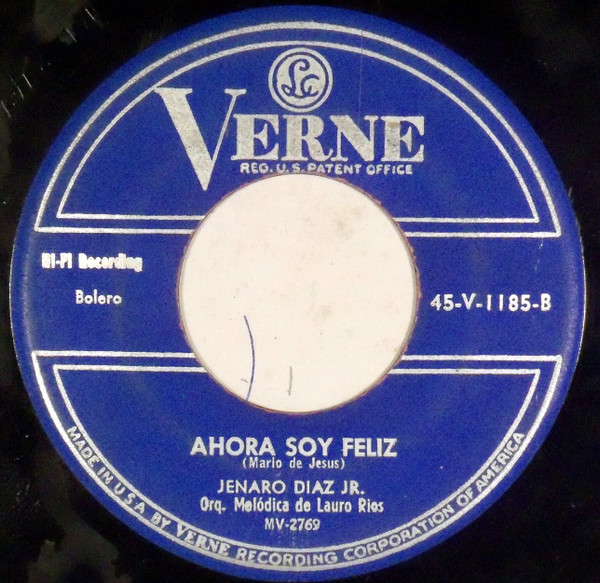 VERNE
REG. U.S. PATENT OFFICE
Hi-Fi Recording
Bolero
45-V-1185-B
AHORA SOY FELIZ
(Mario de Jesus)
JENARO DIAZ JR.
Orq. Melódica de Lauro Rios
MV-2769
MADE IN U S A BY VERNE RECORDING CORPORATION OF AMERICA